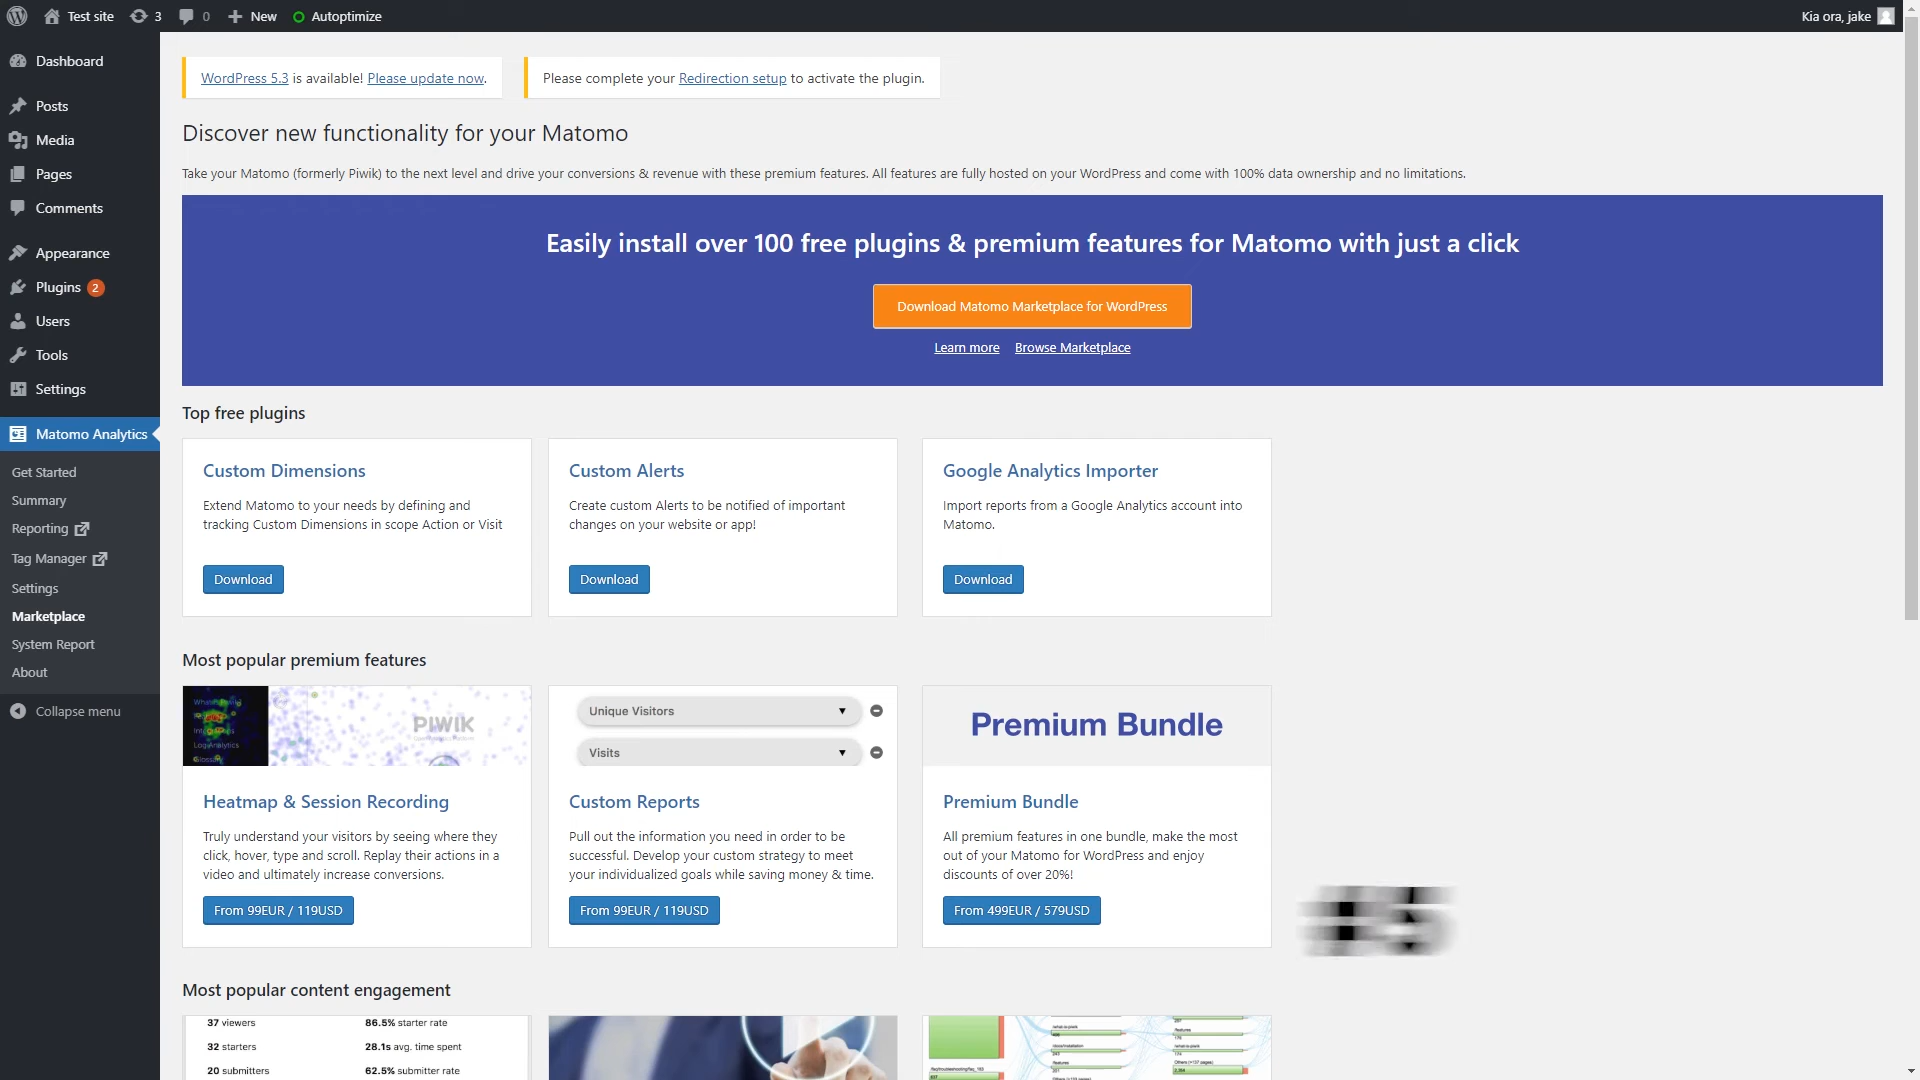 Test site
3
0
New
Autoptimize
Kia ora, jake
Dashboard
Posts
Media
Pages
Comments
Appearance
Plugins 2
Users
Tools
Settings
Matomo Analytics
Get Started
Summary
Reporting
Tag Manager
Settings
Marketplace
System Report
About
Collapse menu
WordPress 5.3 is available! Please update now.
Please complete your Redirection setup to activate the plugin.
Discover new functionality for your Matomo
Take your Matomo (formerly Piwik) to the next level and drive your conversions & revenue with these premium features. All features are fully hosted on your WordPress and come with 100% data ownership and no limitations.
Easily install over 100 free plugins & premium features for Matomo with just a click
Download Matomo Marketplace for WordPress
Learn more Browse Marketplace
Top free plugins
Custom Dimensions
Extend Matomo to your needs by defining and
tracking Custom Dimensions in scope Action or Visit
Download
Custom Alerts
Create custom Alerts to be notified of important
changes on your website or app!
Download
Google Analytics Importer
Import reports from a Google Analytics account into
Matomo.
Download
Most popular premium features
PIWIK
Heatmap & Session Recording
Truly understand your visitors by seeing where they
click, hover, type and scroll. Replay their actions in a
video and ultimately increase conversions.
From 99EUR / 119USD
Unique Visitors
Visits
Custom Reports
Pull out the information you need in order to be
successful. Develop your custom strategy to meet
your individualized goals while saving money & time.
From 99EUR / 119USD
Premium Bundle
Premium Bundle
All premium features in one bundle, make the most
out of your Matomo for WordPress and enjoy
discounts of over 20%!
From 499EUR / 579USD
Most popular content engagement
37 viewers 86.5% starter rate
32 starters 28.1s avg. time spent
20 submitters 62.5% submitter rate